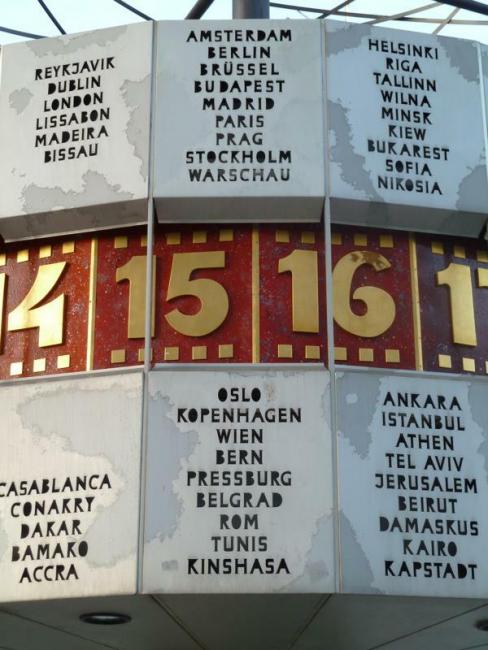 REYKJAVIK
DUBLIN
LONDON
LISSABON
MADEIRA
BISSAU
AMSTERDAM
BERLIN
BRÜSSEL
BUDAPEST
MADRID
PARIS
PRAG
STOCKHOLM
WARSCHAU
HELSINKI
RIGA
TALLINN
WILNA
MINSK
KIEW
BUKAREST
SOFIA
NIKOSIA
14 15 16
CASABLANCA
CONAKRY
DAKAR
BAMAKO
ACCRA
OSLO
KOPENHAGEN
WIEN
BERN
PRESSBURG
BELGRAD
ROM
TUNIS
KINSHASA
ANKARA
ISTANBUL
ATHEN
TEL AVIV
JERUSALEM
BEIRUT
DAMASKUS
KAIRO
KAPSTADT